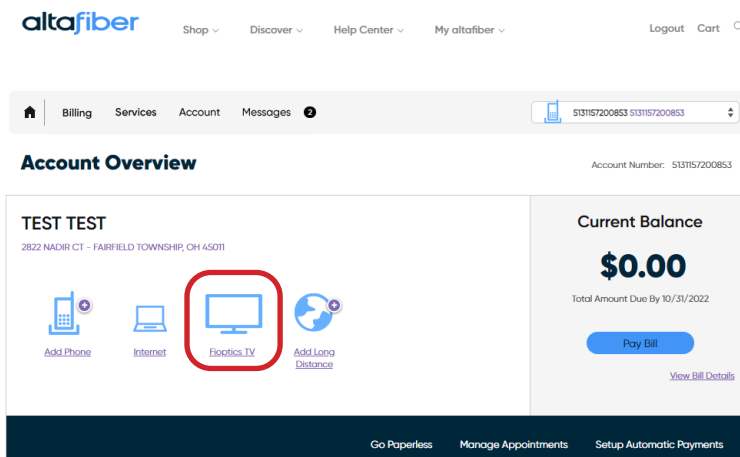 altafiber
Shop Discover Help Center My altafiber Logout Cart
Billing Services Account Messages 2
5131157200853 5131157200853
Account Overview
Account Number: 5131157200853
TEST TEST
2822 NADIR CT - FAIRFIELD TOWNSHIP, OH 45011
Add Phone
Internet
Fioptics TV
Add Long
Distance
Current Balance
$0.00
Total Amount Due By 10/31/2022
Pay Bill
View Bill Details
Go Paperless Manage Appointments Setup Automatic Payments